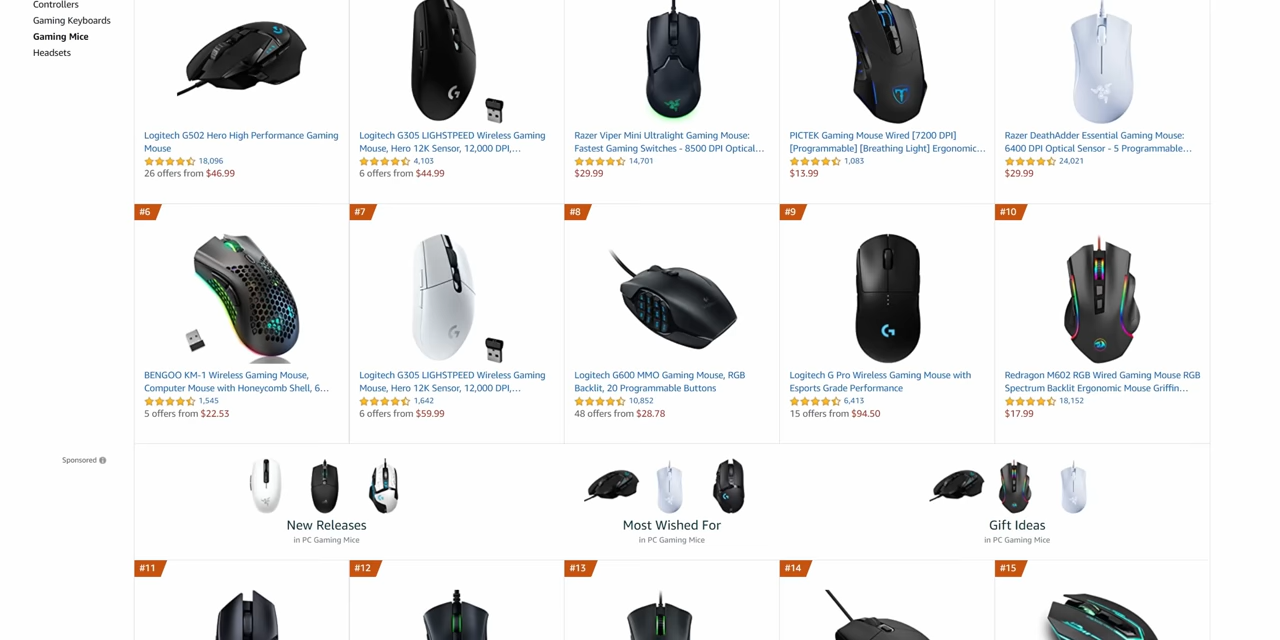 Controllers
Gaming Keyboards
Gaming Mice
Headsets
Logitech G502 Hero High Performance Gaming
Mouse
18,096
26 offers from $46.99
Logitech G305 LIGHSTPEED Wireless Gaming
Mouse, Hero 12K Sensor, 12,000 DPI,...
4,103
6 offers from $44.99
Razer Viper Mini Ultralight Gaming Mouse:
Fastest Gaming Switches - 8500 DPI Optical...
14,701
$29.99
PICTEK Gaming Mouse Wired [7200 DPI]
[Programmable] [Breathing Light] Ergonomic...
1,083
$13.99
Razer DeathAdder Essential Gaming Mouse:
6400 DPI Optical Sensor - 5 Programmable...
24,021
$29.99
#6
BENGOO KM-1 Wireless Gaming Mouse,
Computer Mouse with Honeycomb Shell, 6...
1,545
5 offers from $22.53
#7
Logitech G305 LIGHSTPEED Wireless Gaming
Mouse, Hero 12K Sensor, 12,000 DPI,...
1,642
6 offers from $59.99
#8
Logitech G600 MMO Gaming Mouse, RGB
Backlit, 20 Programmable Buttons
10,852
48 offers from $28.78
#9
Logitech G Pro Wireless Gaming Mouse with
Esports Grade Performance
6,413
15 offers from $94.50
#10
Redragon M602 RGB Wired Gaming Mouse RGB
Spectrum Backlit Ergonomic Mouse Griffin...
18,152
$17.99
Sponsored
New Releases
in PC Gaming Mice
Most Wished For
in PC Gaming Mice
Gift Ideas
in PC Gaming Mice
#11
#12
#13
#14
#15